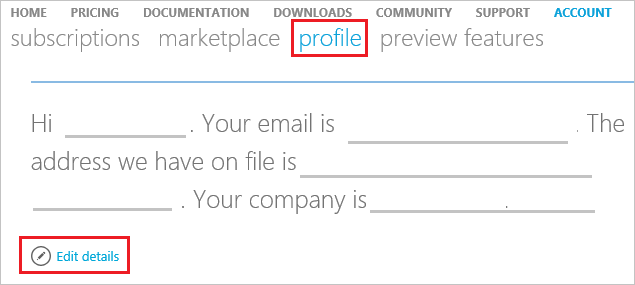 HOME PRICING DOCUMENTATION DOWNLOADS COMMUNITY SUPPORT ACCOUNT
subscriptions marketplace profile preview features
Hi . Your email is . The
address we have on file is
. Your company is .
Edit details